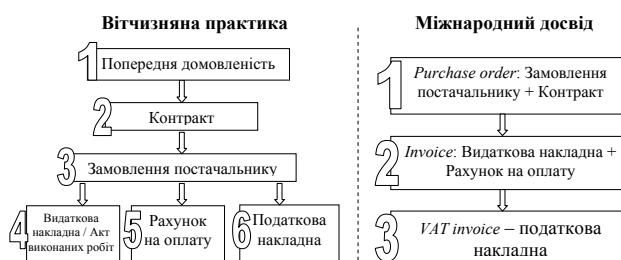 Вітчизняна практика
1
Попередня домовленість
2
Контракт
3
Замовлення постачальнику
4
Видаткова
накладна / Акт
виконаних робіт
5
Рахунок
на оплату
6
Податкова
накладна
Міжнародний досвід
1
Purchase order: Замовлення
постачальнику + Контракт
2
Invoice: Видаткова накладна +
Рахунок на оплату
3
VAT invoice – податкова
накладна